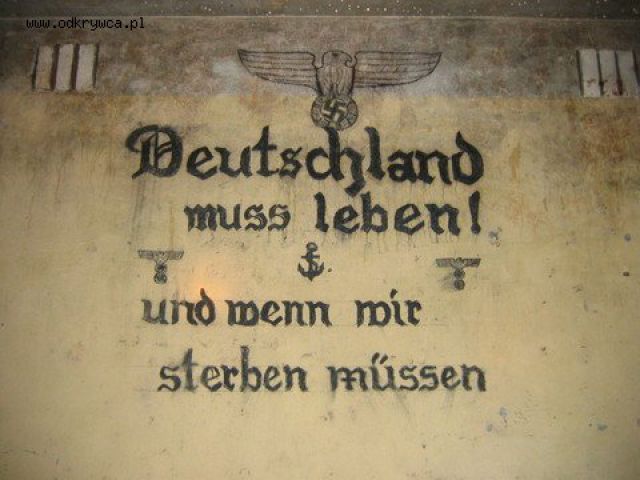 www.odkrywca.pl
Deutschland
muss leben!
und wenn wir
sterben müssen